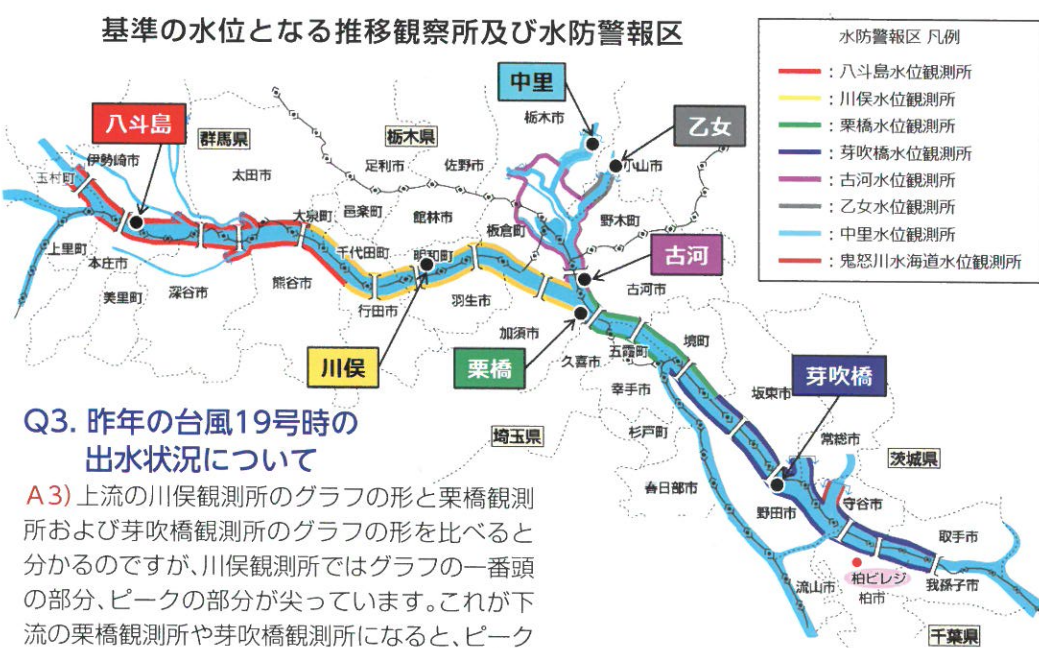 基準の水位となる推移観察所及び水防警報区
水防警報区 凡例
：八斗島水位観測所
：川俣水位観測所
：栗橋水位観測所
：芽吹橋水位観測所
：古河水位観測所
：乙女水位観測所
：中里水位観測所
：鬼怒川水海道水位観測所
中里
栃木市
乙女
小山市
八斗島
群馬県
栃木県
伊勢崎市
太田市
足利市
佐野市
玉村町
大泉町
邑楽町
館林市
板倉町
野木町
上里町
本庄市
千代田町
明和町
古河
美里町
深谷市
熊谷市
行田市
羽生市
加須市
古河市
川俣
栗橋
久喜市
五霞町
境町
幸手市
芽吹橋
坂東市
杉戸町
埼玉県
常総市
茨城県
春日部市
野田市
守谷市
取手市
流山市
柏ビレジ
柏市
我孫子市
千葉県
Q3. 昨年の台風19号時の
出水状況について
A3）上流の川俣観測所のグラフの形と栗橋観測
所および芽吹橋観測所のグラフの形を比べると
分かるのですが、川俣観測所ではグラフの一番頭
の部分、ピークの部分が尖っています。これが下
流の栗橋観測所や芽吹橋観測所になると、ピーク